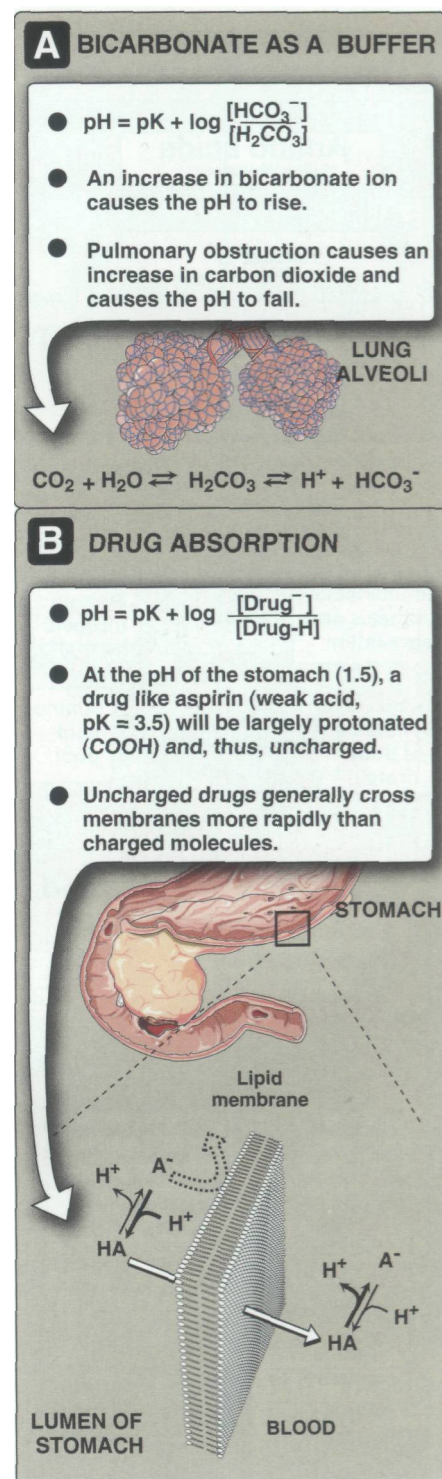 A BICARBONATE AS A BUFFER
● pH = pK + log [HCO₃⁻] / [H₂CO₃]
● An increase in bicarbonate ion
causes the pH to rise.
● Pulmonary obstruction causes an
increase in carbon dioxide and
causes the pH to fall.
LUNG
ALVEOLI
CO₂ + H₂O ⇄ H₂CO₃ ⇄ H⁺ + HCO₃⁻
B DRUG ABSORPTION
● pH = pK + log [Drug⁻] / [Drug-H]
● At the pH of the stomach (1.5), a
drug like aspirin (weak acid,
pK = 3.5) will be largely protonated
(COOH) and, thus, uncharged.
● Uncharged drugs generally cross
membranes more rapidly than
charged molecules.
STOMACH
Lipid
membrane
H⁺ A⁻
H⁺
HA
H⁺ A⁻
H⁺
HA
LUMEN OF
STOMACH
BLOOD